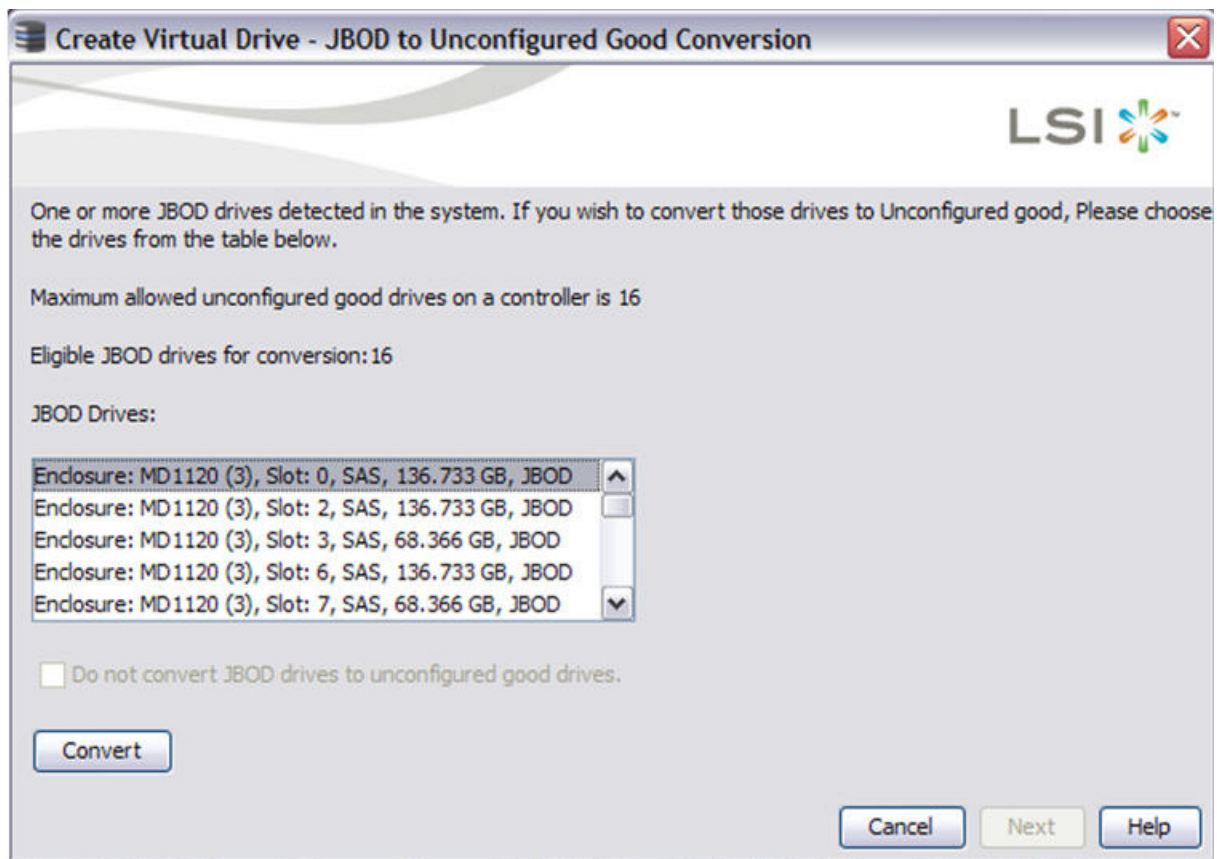 Create Virtual Drive - JBOD to Unconfigured Good Conversion
LSI
One or more JBOD drives detected in the system. If you wish to convert those drives to Unconfigured good, Please choose
the drives from the table below.
Maximum allowed unconfigured good drives on a controller is 16
Eligible JBOD drives for conversion:16
JBOD Drives:
Enclosure: MD1120 (3), Slot: 0, SAS, 136.733 GB, JBOD
Enclosure: MD1120 (3), Slot: 2, SAS, 136.733 GB, JBOD
Enclosure: MD1120 (3), Slot: 3, SAS, 68.366 GB, JBOD
Enclosure: MD1120 (3), Slot: 6, SAS, 136.733 GB, JBOD
Enclosure: MD1120 (3), Slot: 7, SAS, 68.366 GB, JBOD
Do not convert JBOD drives to unconfigured good drives.
Convert
Cancel Next Help